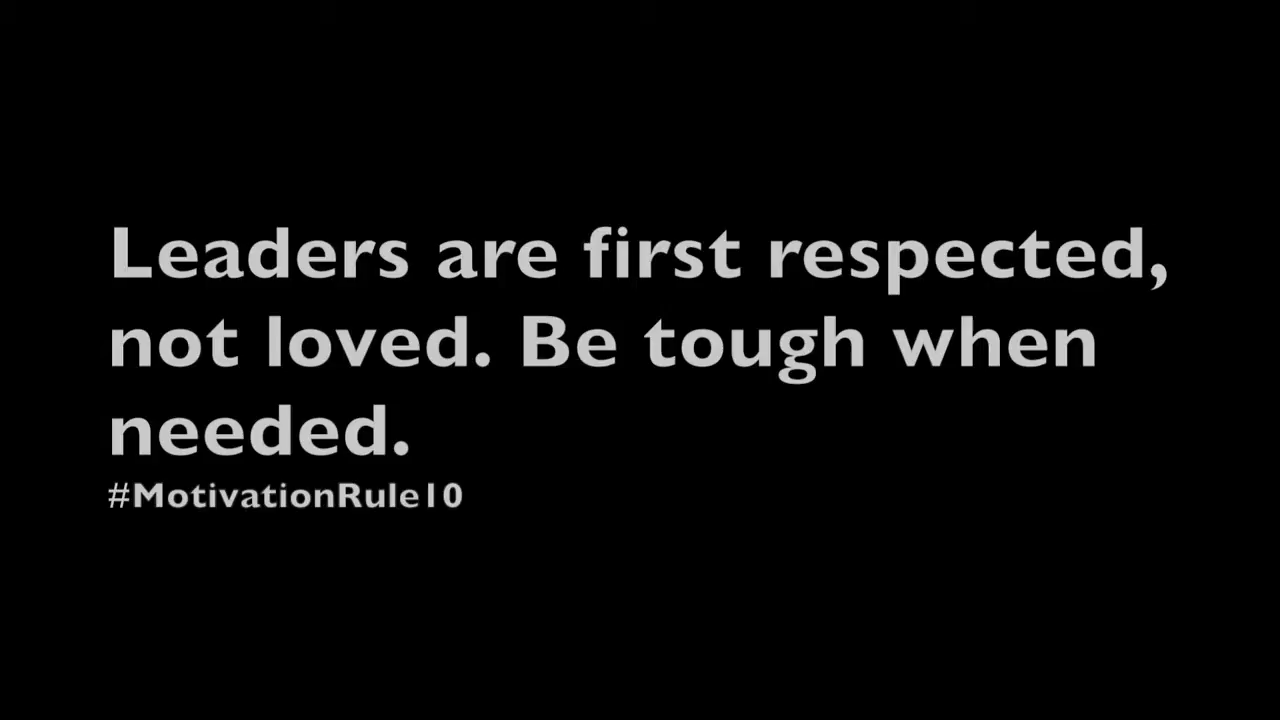 Leaders are first respected,
not loved. Be tough when
needed.
#MotivationRule10